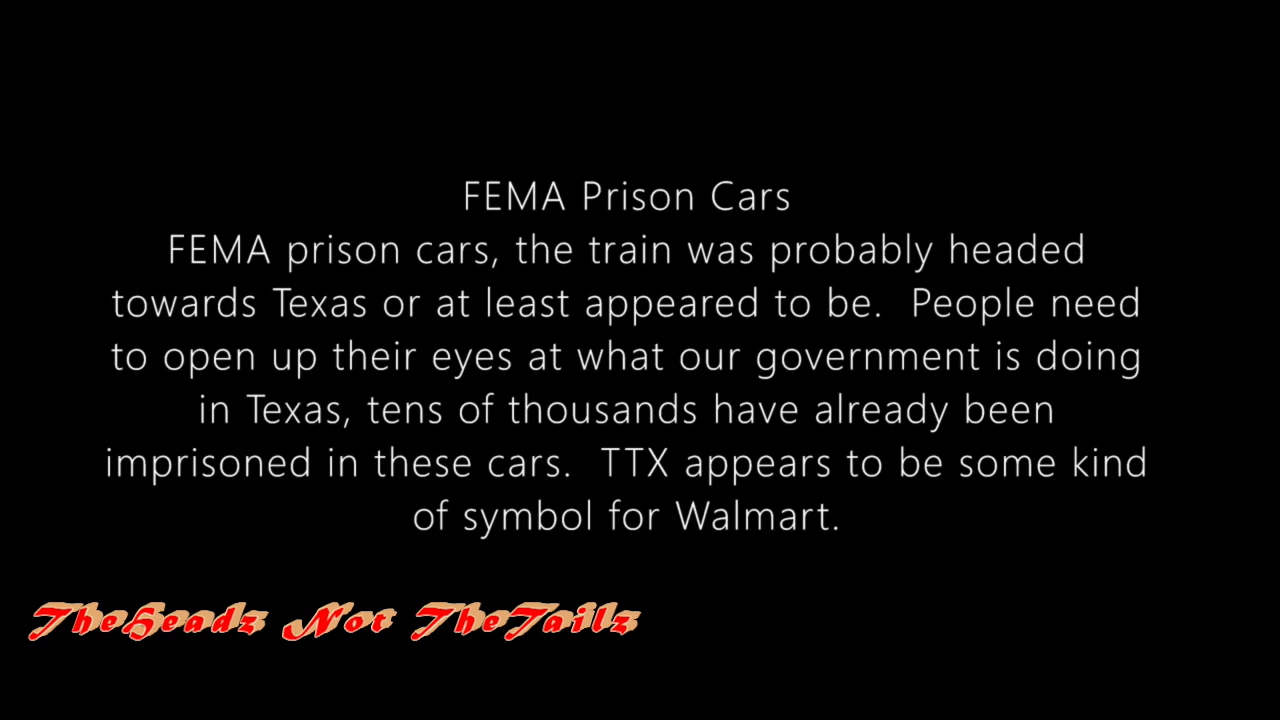 FEMA Prison Cars
FEMA prison cars, the train was probably headed
towards Texas or at least appeared to be.  People need
to open up their eyes at what our government is doing
in Texas, tens of thousands have already been
imprisoned in these cars.  TTX appears to be some kind
of symbol for Walmart.
TheHeadz Not TheTailz